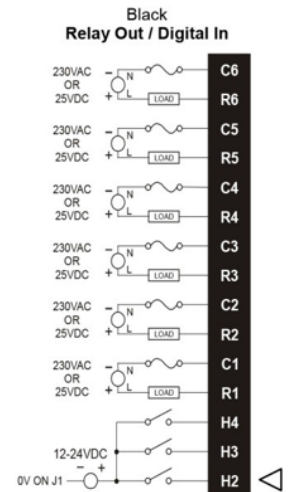 Black
Relay Out / Digital In
230VAC – N C6
OR
25VDC + L LOAD R6
230VAC – N C5
OR
25VDC + L LOAD R5
230VAC – N C4
OR
25VDC + L LOAD R4
230VAC – N C3
OR
25VDC + L LOAD R3
230VAC – N C2
OR
25VDC + L LOAD R2
230VAC – N C1
OR
25VDC + L LOAD R1
H4
12-24VDC H3
– +
0V ON J1 H2